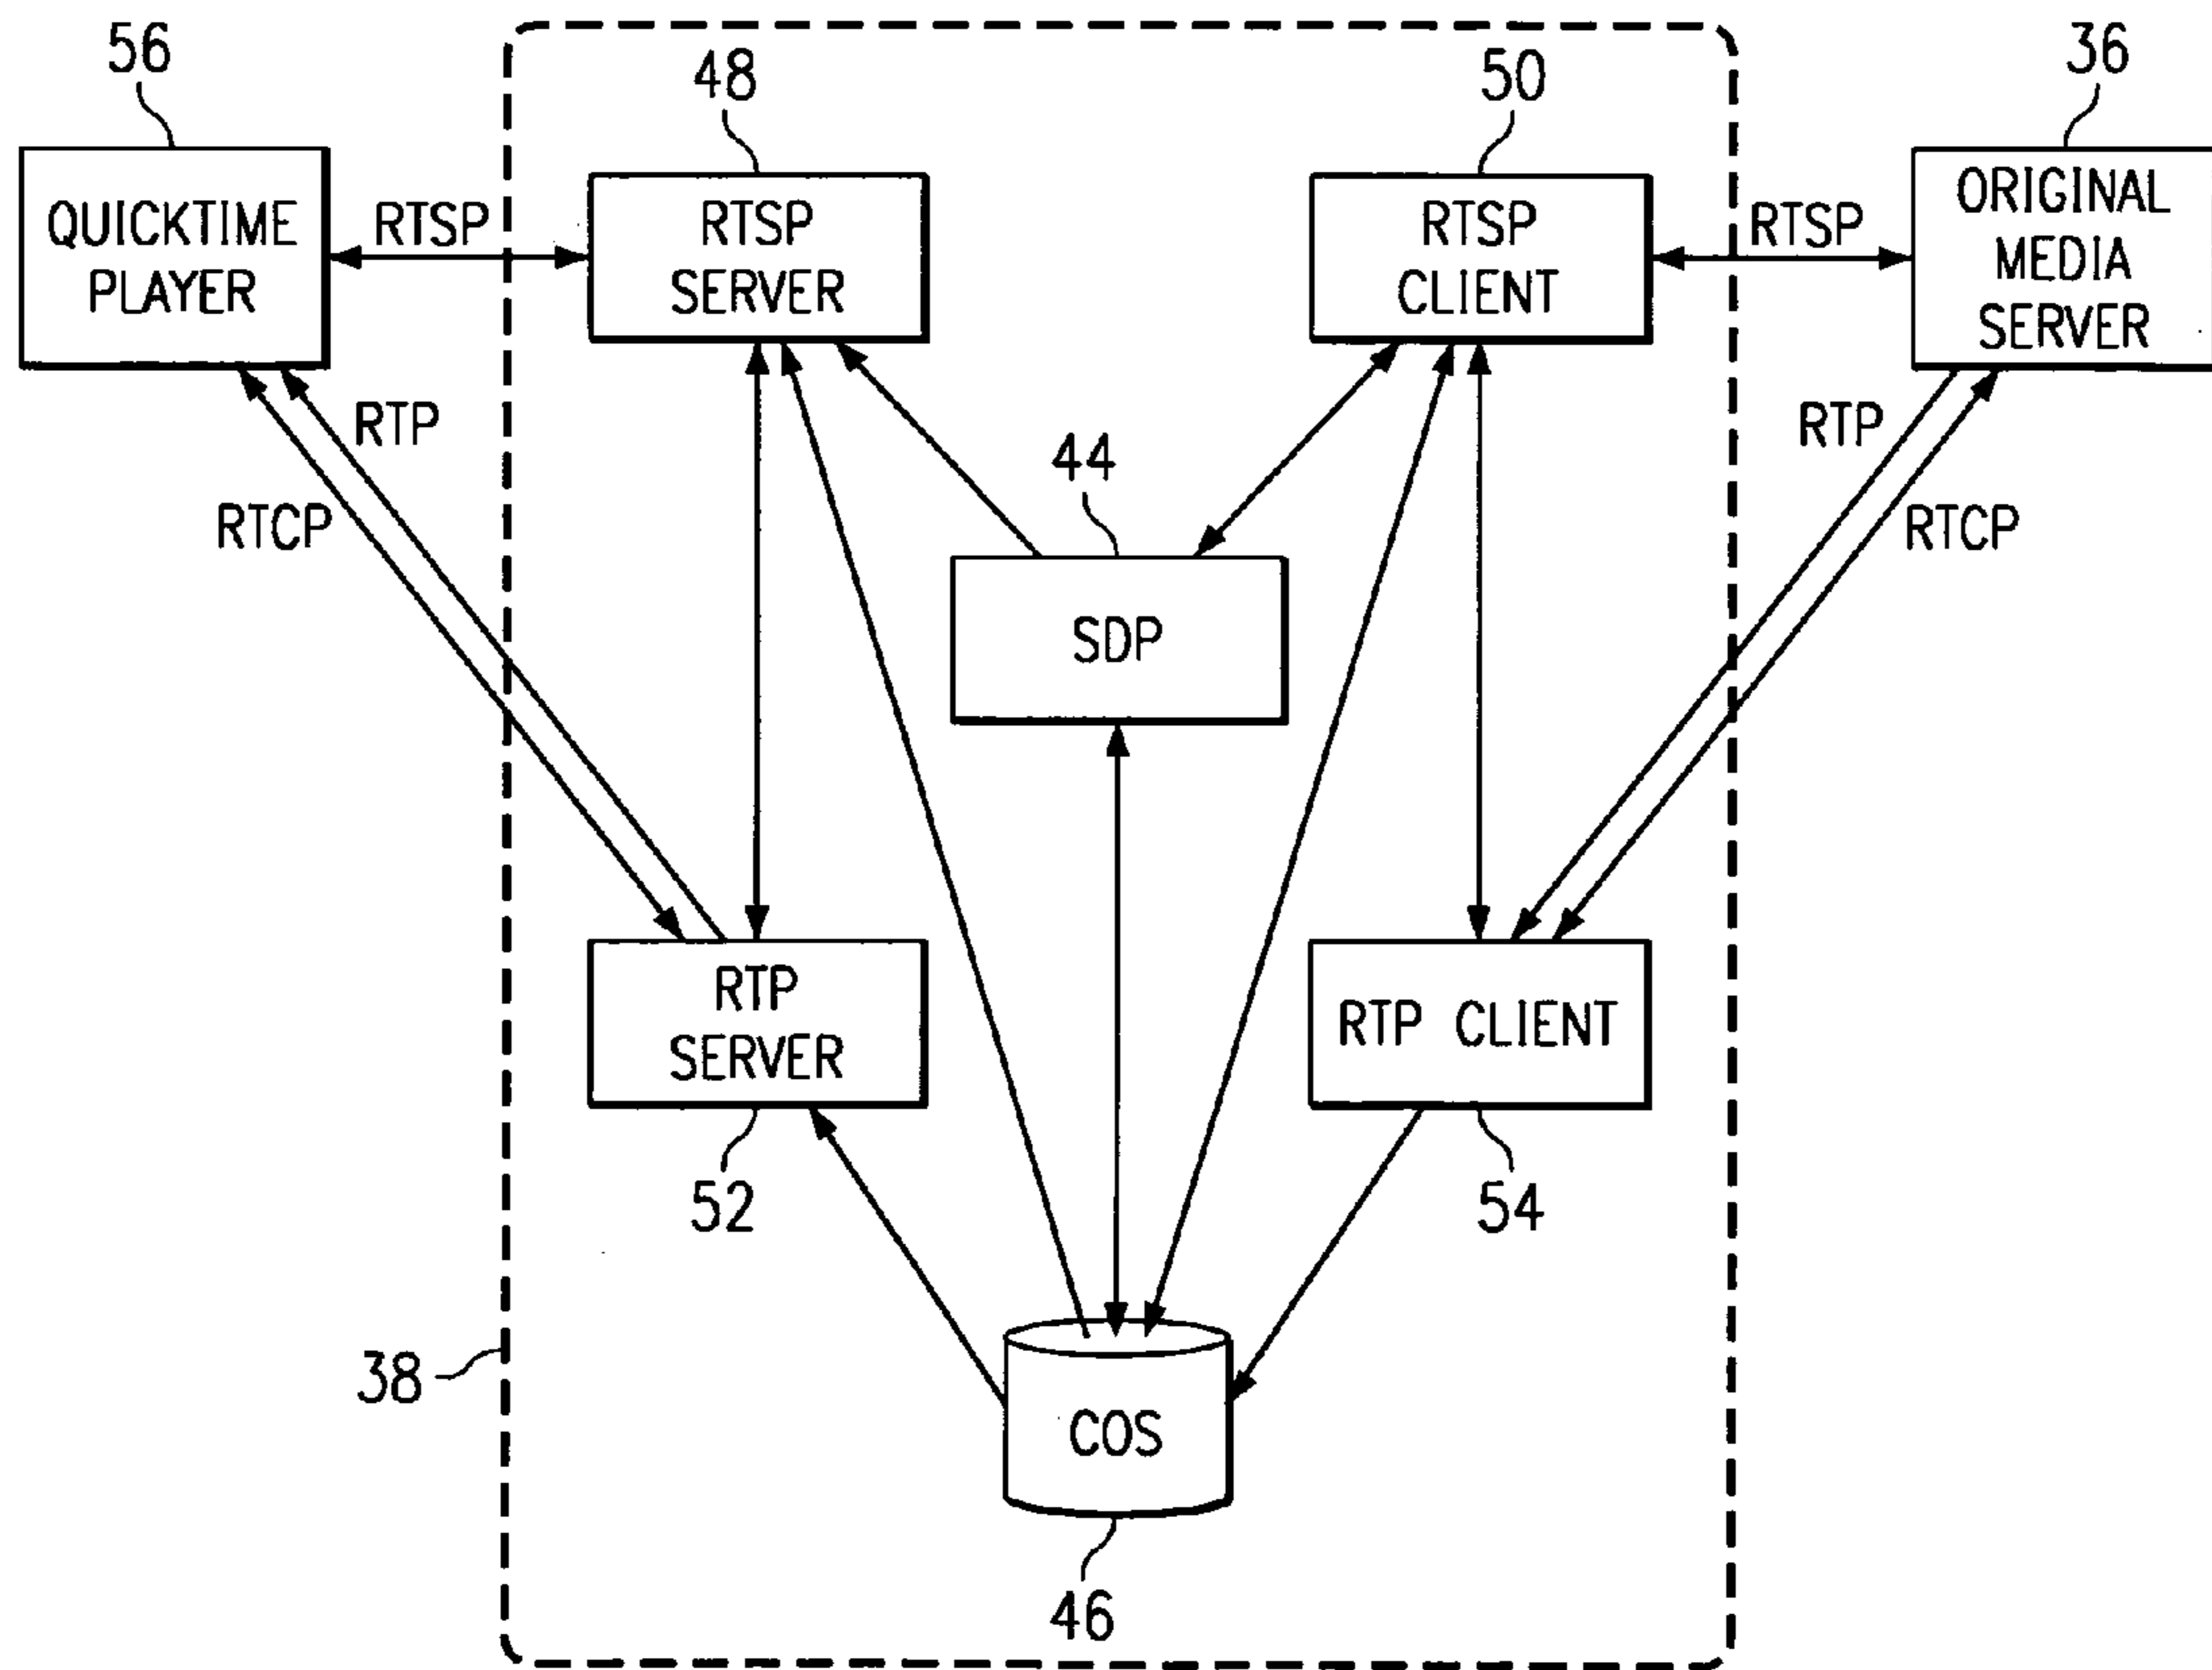 56
48
50
36
QUICKTIME
PLAYER
RTSP
RTSP
SERVER
RTSP
CLIENT
RTSP
ORIGINAL
MEDIA
SERVER
RTP
RTCP
44
SDP
RTP
RTCP
RTP
SERVER
RTP CLIENT
52
54
38
COS
46